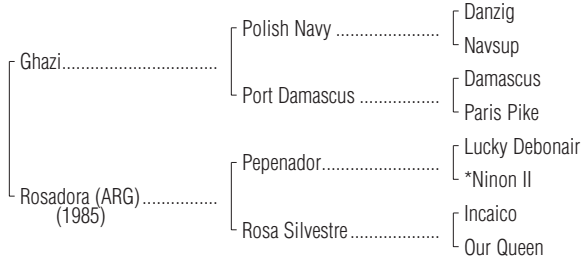 Danzig
Polish Navy ..........................
Navsup
Ghazi.................................
Damascus
Port Damascus .................
Paris Pike
Lucky Debonair
Pepenador.........................
*Ninon II
Rosadora (ARG)................
(1985)
Incaico
Rosa Silvestre...................
Our Queen